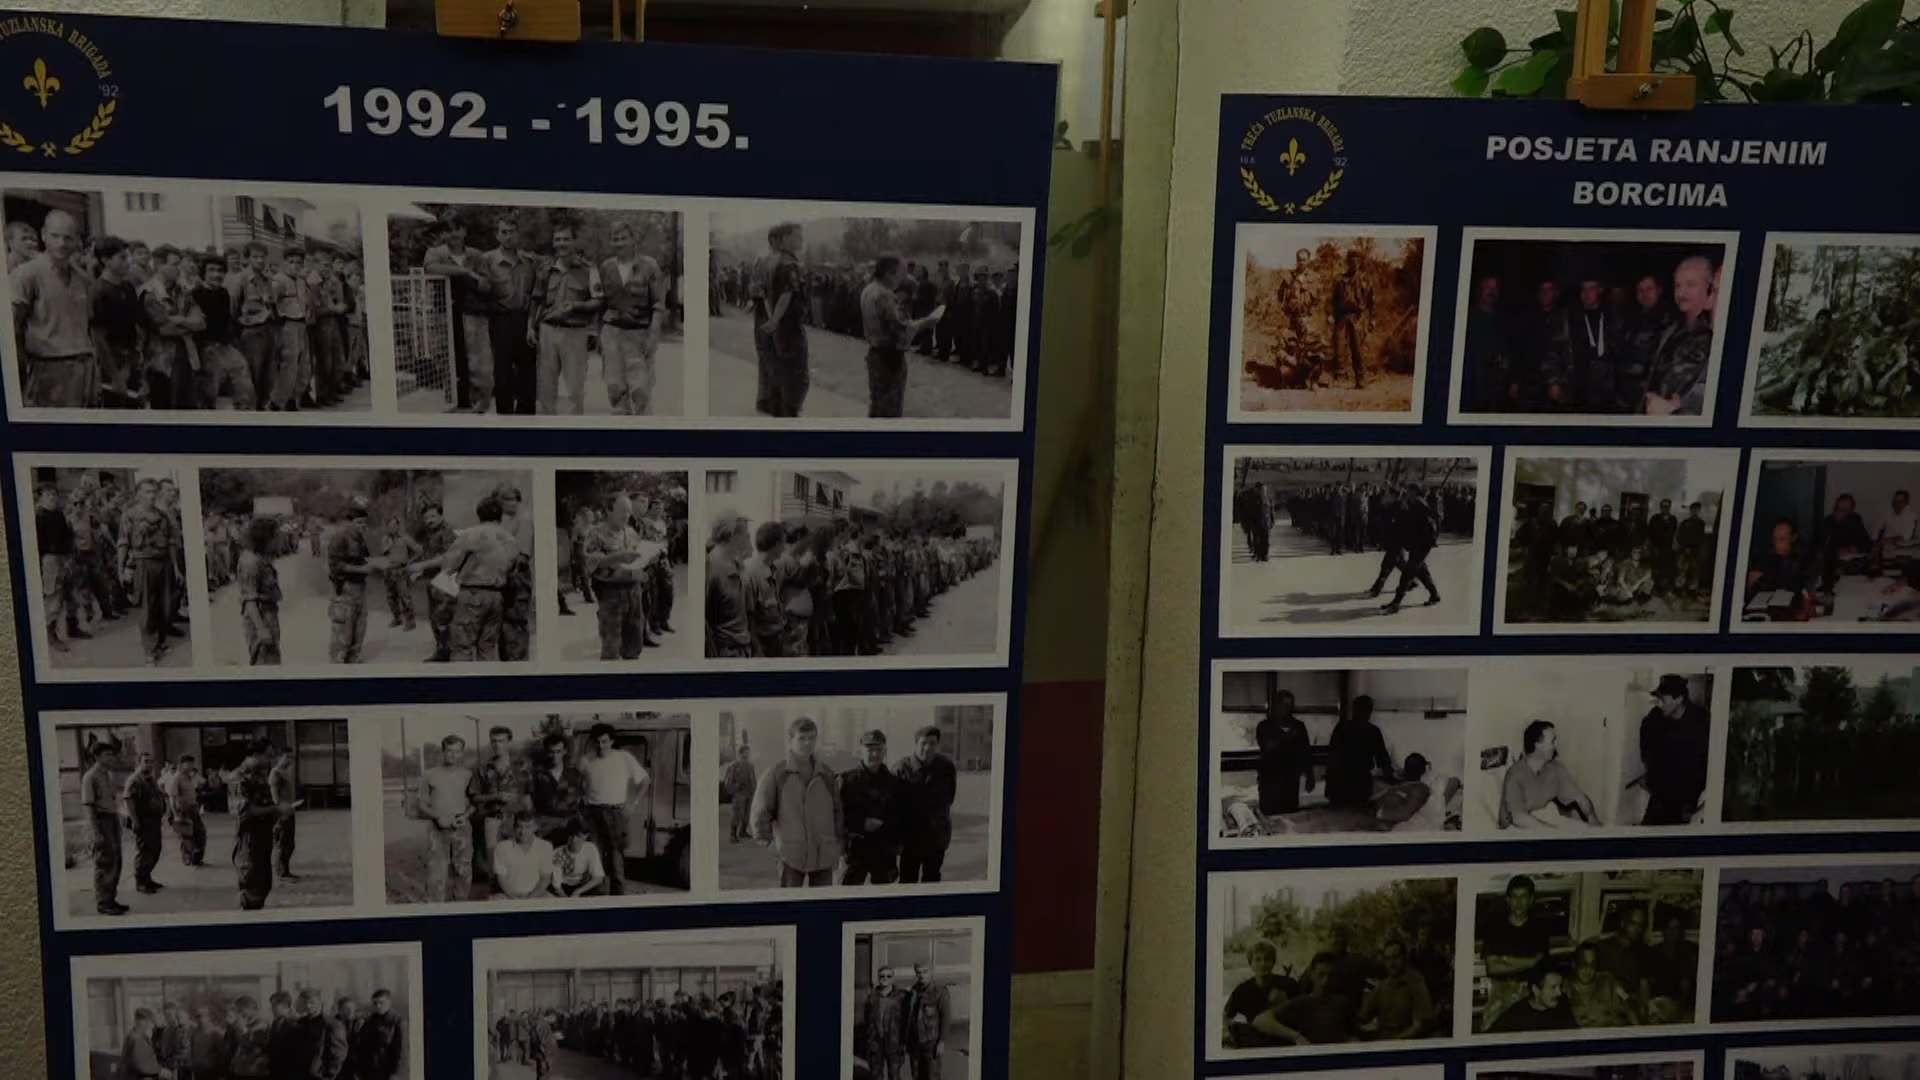 TUZLANSKA BRIGADA
'92.
1992. - 1995.
TREĆA TUZLANSKA BRIGADA
'92.
POSJETA RANJENIM
BORCIMA